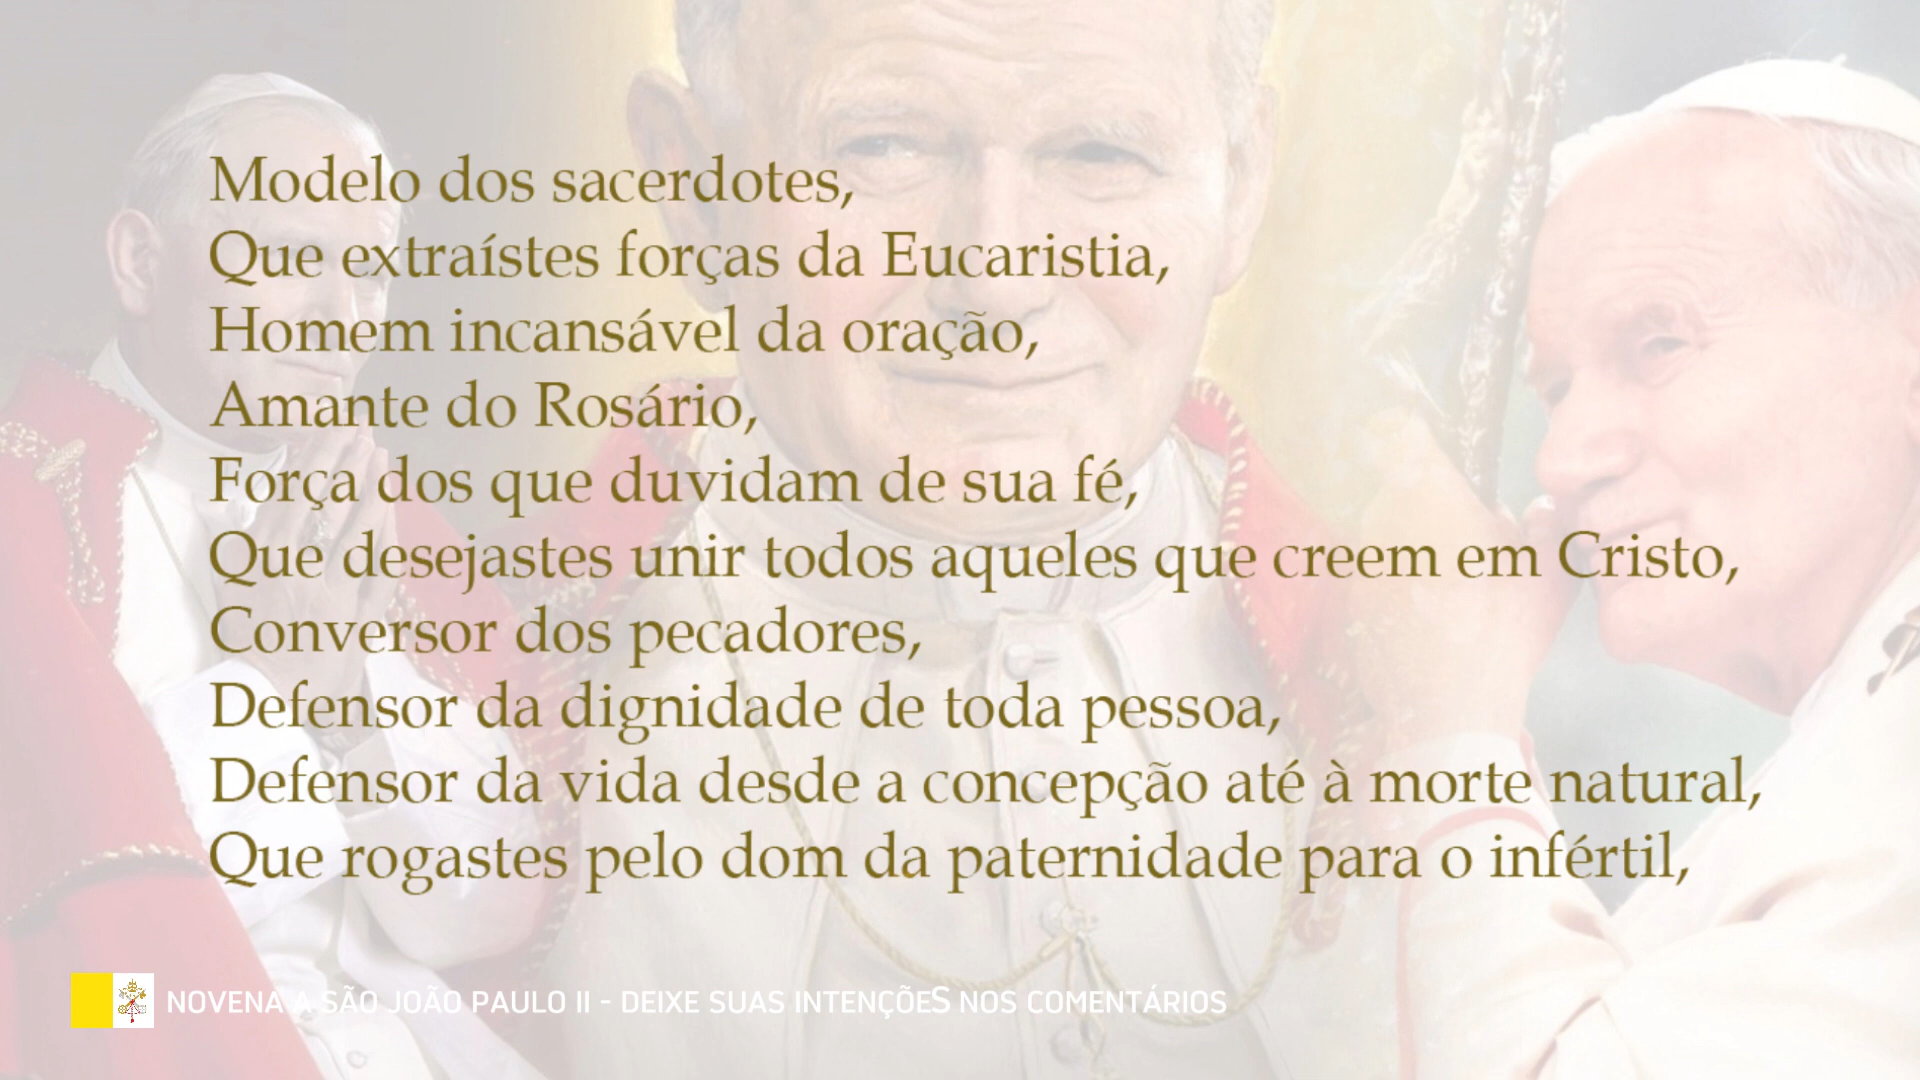 Modelo dos sacerdotes,
Que extraístes forças da Eucaristia,
Homem incansável da oração,
Amante do Rosário,
Força dos que duvidam de sua fé,
Que desejastes unir todos aqueles que creem em Cristo,
Conversor dos pecadores,
Defensor da dignidade de toda pessoa,
Defensor da vida desde a concepção até à morte natural,
Que rogastes pelo dom da paternidade para o infértil,
NOVENA A SÃO JOÃO PAULO II - DEIXE SUAS INTENÇÕES NOS COMENTÁRIOS